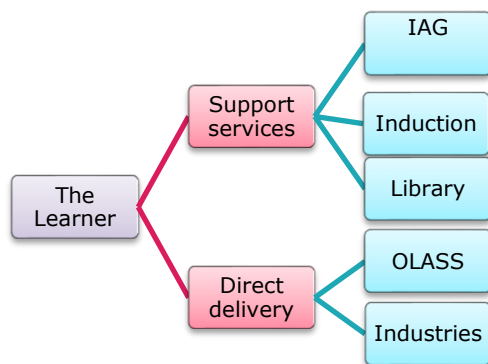 The
Learner
Support
services
Direct
delivery
IAG
Induction
Library
OLASS
Industries